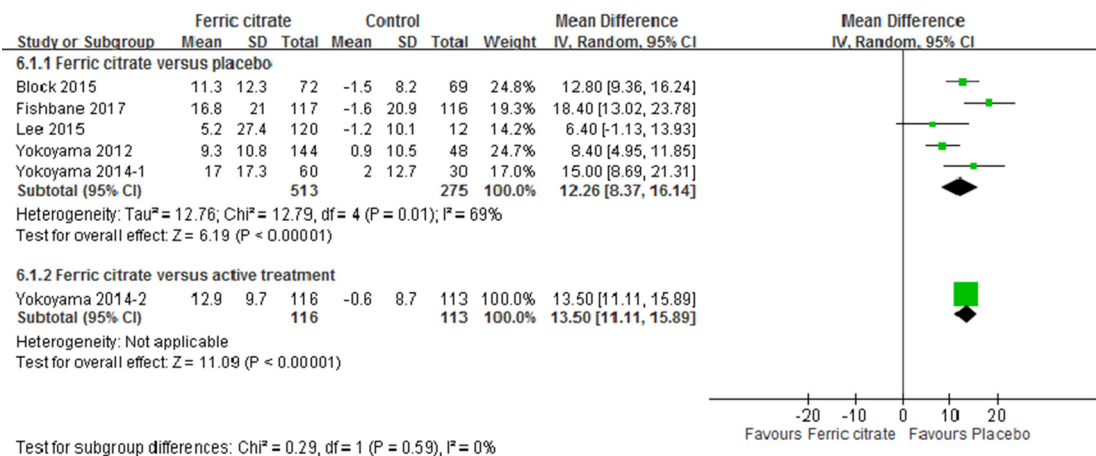 Ferric citrate Control Mean Difference Mean Difference
Study or Subgroup Mean SD Total Mean SD Total Weight IV, Random, 95% CI IV, Random, 95% CI
6.1.1 Ferric citrate versus placebo
Block 2015 11.3 12.3 72 -1.5 8.2 69 24.8% 12.80 [9.36, 16.24]
Fishbane 2017 16.8 21 117 -1.6 20.9 116 19.3% 18.40 [13.02, 23.78]
Lee 2015 5.2 27.4 120 -1.2 10.1 12 14.2% 6.40 [-1.13, 13.93]
Yokoyama 2012 9.3 10.8 144 0.9 10.5 48 24.7% 8.40 [4.95, 11.85]
Yokoyama 2014-1 17 17.3 60 2 12.7 30 17.0% 15.00 [8.69, 21.31]
Subtotal (95% CI) 513 275 100.0% 12.26 [8.37, 16.14]
Heterogeneity: Tau² = 12.76; Chi² = 12.79, df = 4 (P = 0.01); I² = 69%
Test for overall effect: Z = 6.19 (P < 0.00001)
6.1.2 Ferric citrate versus active treatment
Yokoyama 2014-2 12.9 9.7 116 -0.6 8.7 113 100.0% 13.50 [11.11, 15.89]
Subtotal (95% CI) 116 113 100.0% 13.50 [11.11, 15.89]
Heterogeneity: Not applicable
Test for overall effect: Z = 11.09 (P < 0.00001)
-20 -10 0 10 20
Favours Ferric citrate Favours Placebo
Test for subgroup differences: Chi² = 0.29, df = 1 (P = 0.59), I² = 0%